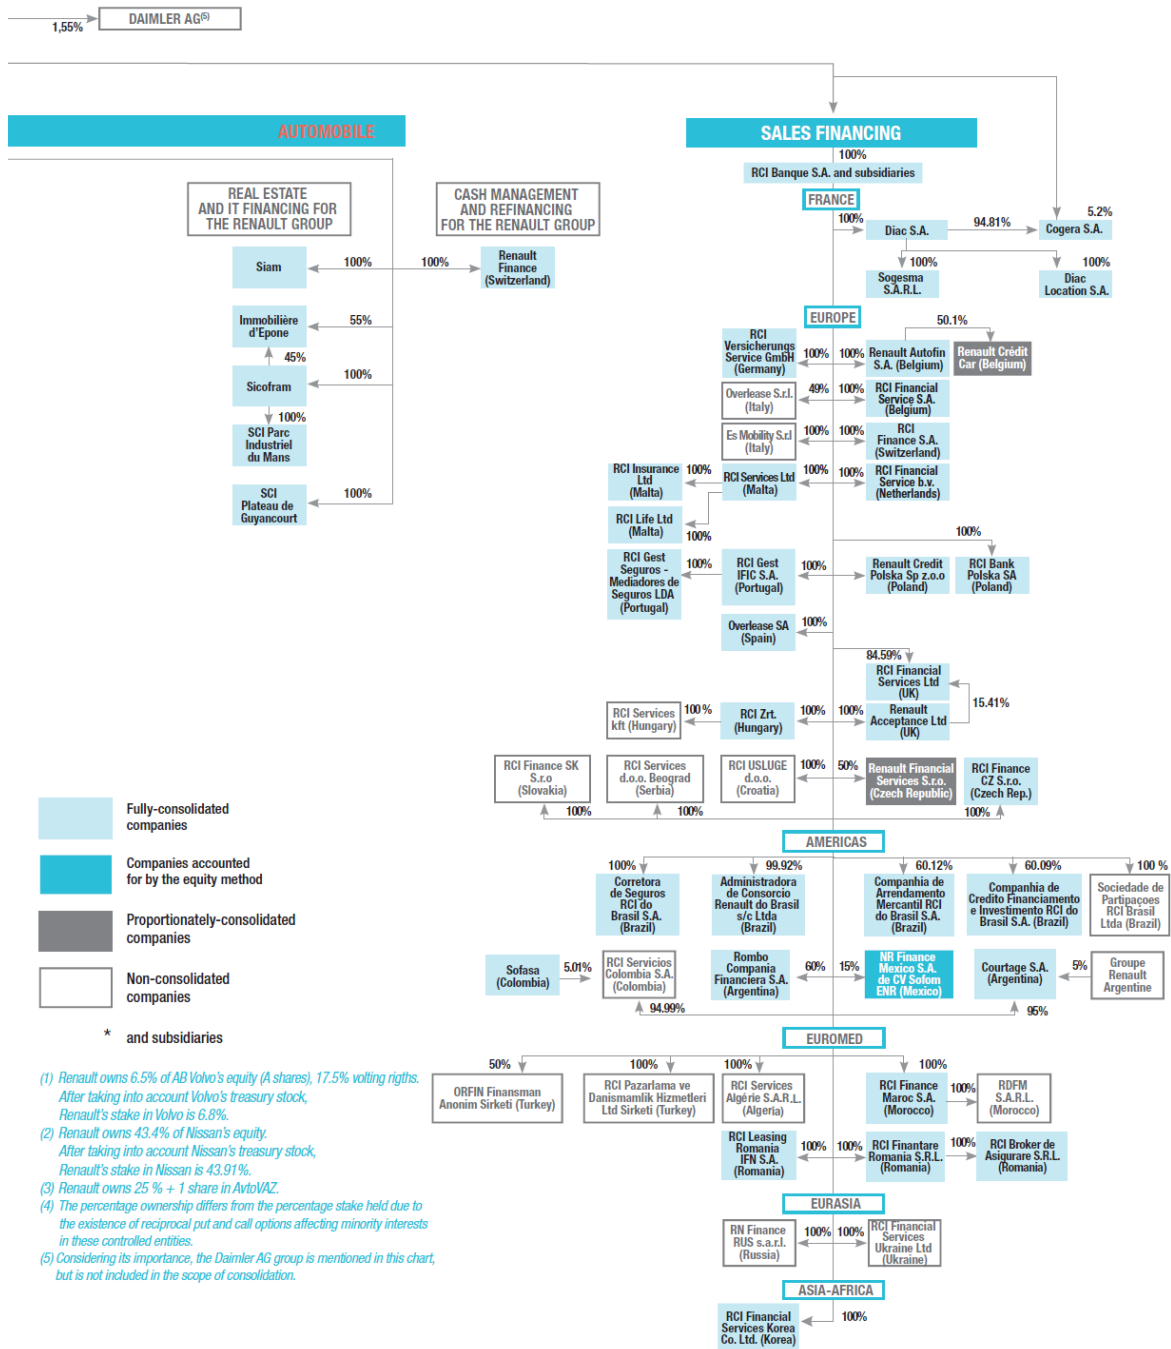 1,55%
DAIMLER AG(5)
AUTOMOBILE
SALES FINANCING
100%
RCI Banque S.A. and subsidiaries
REAL ESTATE
AND IT FINANCING FOR
THE RENAULT GROUP
CASH MANAGEMENT
AND REFINANCING
FOR THE RENAULT GROUP
FRANCE
100%
Diac S.A.
94.81%
5.2%
Cogera S.A.
100%
Sogesma
S.A.R.L.
100%
Diac
Location S.A.
Siam
100%
100%
Renault
Finance
(Switzerland)
Immobilière
d'Epone
55%
45%
Sicofram
100%
100%
SCI Parc
Industriel
du Mans
SCI
Plateau de
Guyancourt
100%
EUROPE
RCI
Versicherungs
Service GmbH
(Germany)
100%
100%
Renault Autofin
S.A. (Belgium)
50.1%
Renault Crédit
Car (Belgium)
Overlease S.r.l.
(Italy)
49%
100%
RCI Financial
Service S.A.
(Belgium)
Es Mobility S.r.l
(Italy)
100%
100%
RCI
Finance S.A.
(Switzerland)
RCI Insurance
Ltd
(Malta)
100%
RCI Services Ltd
(Malta)
100%
100%
RCI Financial
Service b.v.
(Netherlands)
RCI Life Ltd
(Malta)
100%
100%
RCI Gest
Seguros -
Mediadores de
Seguros LDA
(Portugal)
100%
RCI Gest
IFIC S.A.
(Portugal)
100%
Renault Credit
Polska Sp z.o.o
(Poland)
RCI Bank
Polska SA
(Poland)
Overlease SA
(Spain)
100%
84.59%
RCI Financial
Services Ltd
(UK)
15.41%
RCI Services
kft (Hungary)
100 %
RCI Zrt.
(Hungary)
100%
100%
Renault
Acceptance Ltd
(UK)
RCI Finance SK
S.r.o
(Slovakia)
RCI Services
d.o.o. Beograd
(Serbia)
RCI USLUGE
d.o.o.
(Croatia)
100%
50%
Renault Financial
Services S.r.o.
(Czech Republic)
RCI Finance
CZ S.r.o.
(Czech Rep.)
100%
100%
100%
Fully-consolidated
companies
Companies accounted
for by the equity method
Proportionately-consolidated
companies
Non-consolidated
companies
* and subsidiaries
AMERICAS
100%
99.92%
60.12%
60.09%
100 %
Corretora
de Seguros
RCI do
Brasil S.A.
(Brazil)
Administradora
de Consorcio
Renault do Brasil
s/c Ltda
(Brazil)
Companhia de
Arrendamento
Mercantil RCI
do Brasil S.A.
(Brazil)
Companhia de
Credito Financiamento
e Investimento RCI do
Brasil S.A. (Brazil)
Sociedade de
Partipaçoes
RCI Brasil
Ltda (Brazil)
Sofasa
(Colombia)
5.01%
RCI Servicios
Colombia S.A.
(Colombia)
Rombo
Compania
Financiera S.A.
(Argentina)
60%
15%
NR Finance
Mexico S.A.
de CV Sofom
ENR (Mexico)
Courtage S.A.
(Argentina)
5%
Groupe
Renault
Argentine
94.99%
95%
EUROMED
50%
100%
100%
100%
ORFIN Finansman
Anonim Sirketi (Turkey)
RCI Pazarlama ve
Danismamlik Hizmetleri
Ltd Sirketi (Turkey)
RCI Services
Algérie S.A.R.L.
(Algeria)
RCI Finance
Maroc S.A.
(Morocco)
100%
RDFM
S.A.R.L.
(Morocco)
RCI Leasing
Romania
IFN S.A.
(Romania)
100%
100%
RCI Finantare
Romania S.R.L.
(Romania)
100%
RCI Broker de
Asigurare S.R.L.
(Romania)
EURASIA
RN Finance
RUS s.a.r.l.
(Russia)
100%
100%
RCI Financial
Services
Ukraine Ltd
(Ukraine)
ASIA-AFRICA
RCI Financial
Services Korea
Co. Ltd. (Korea)
100%
(1) Renault owns 6.5% of AB Volvo's equity (A shares), 17.5% volting rigths.
After taking into account Volvo's treasury stock,
Renault's stake in Volvo is 6.8%.
(2) Renault owns 43.4% of Nissan's equity.
After taking into account Nissan's treasury stock,
Renault's stake in Nissan is 43.91%.
(3) Renault owns 25 % + 1 share in AvtoVAZ.
(4) The percentage ownership differs from the percentage stake held due to
the existence of reciprocal put and call options affecting minority interests
in these controlled entities.
(5) Considering its importance, the Daimler AG group is mentioned in this chart,
but is not included in the scope of consolidation.